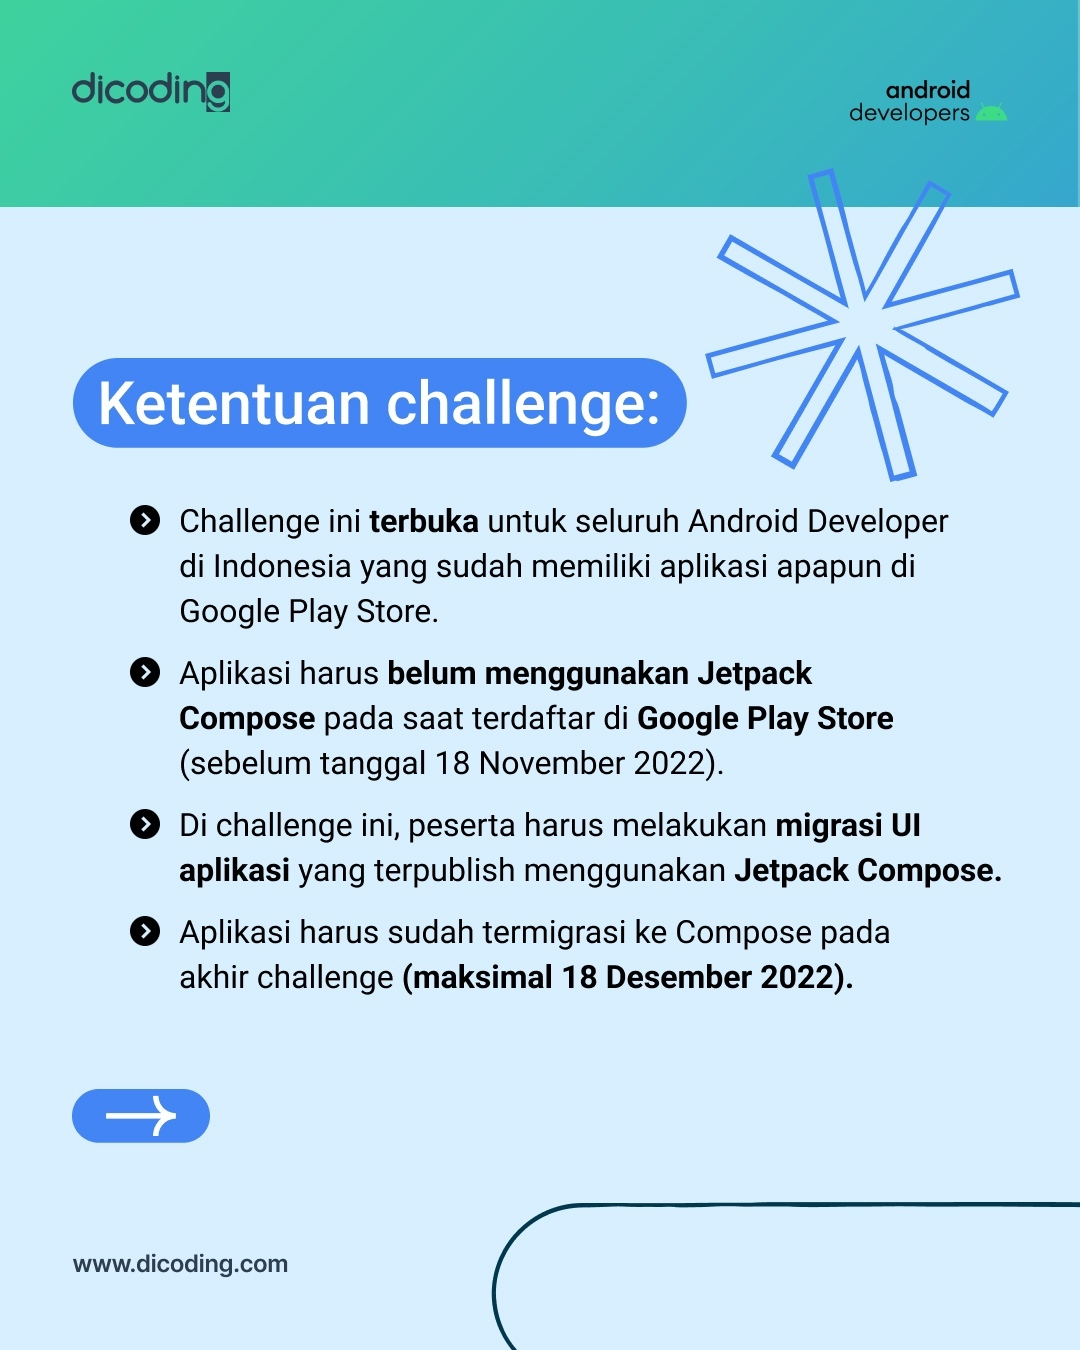 dicoding
android
developers
Ketentuan challenge:
Challenge ini terbuka untuk seluruh Android Developer
di Indonesia yang sudah memiliki aplikasi apapun di
Google Play Store.
Aplikasi harus belum menggunakan Jetpack
Compose pada saat terdaftar di Google Play Store
(sebelum tanggal 18 November 2022).
Di challenge ini, peserta harus melakukan migrasi UI
aplikasi yang terpublish menggunakan Jetpack Compose.
Aplikasi harus sudah termigrasi ke Compose pada
akhir challenge (maksimal 18 Desember 2022).
www.dicoding.com